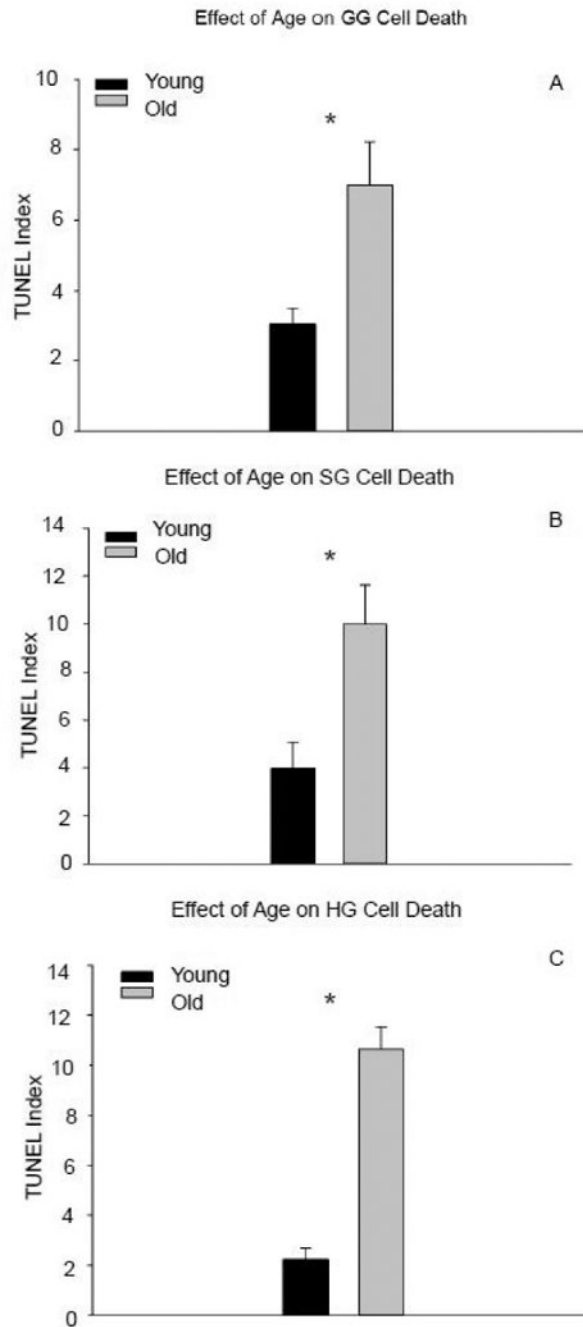 Effect of Age on GG Cell Death
Young
Old
A
*
10
8
6
4
2
0
TUNEL Index
Effect of Age on SG Cell Death
Young
Old
B
*
14
12
10
8
6
4
2
0
TUNEL Index
Effect of Age on HG Cell Death
Young
Old
C
*
14
12
10
8
6
4
2
0
TUNEL Index